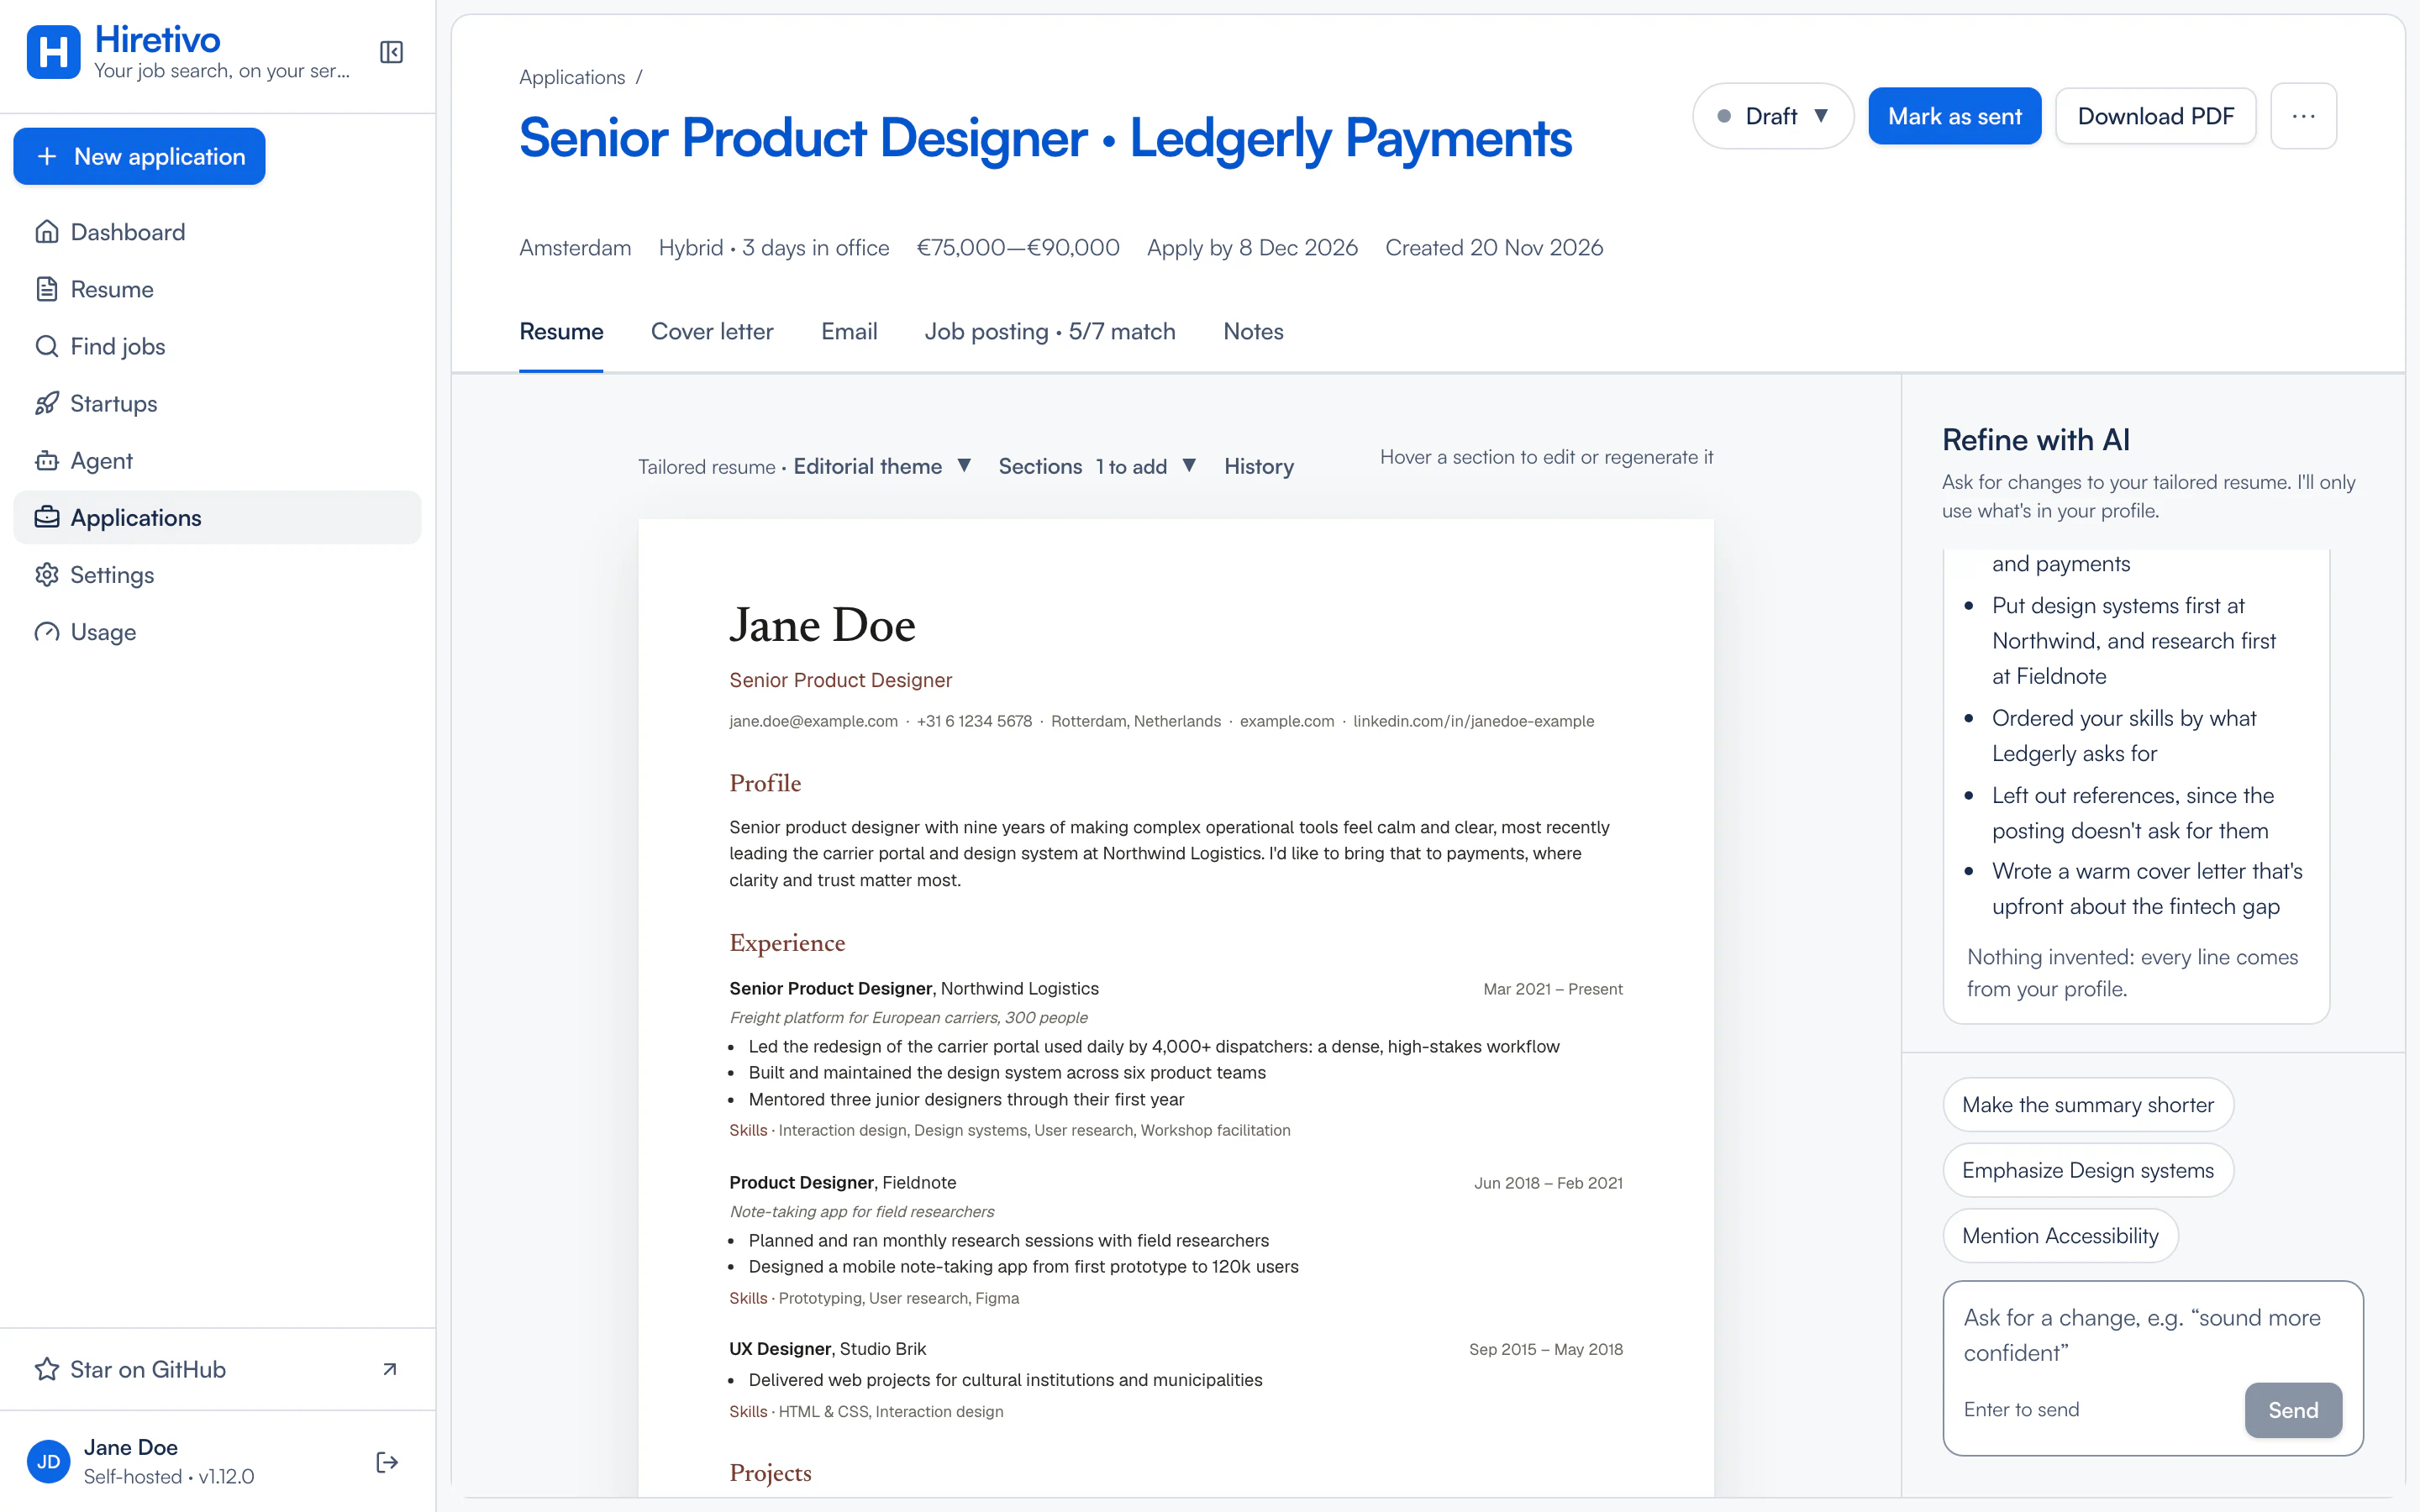 Hiretivo
Your job search, on your ser...
New application
Dashboard
Resume
Find jobs
Startups
Agent
Applications
Settings
Usage
Star on GitHub
JD
Jane Doe
Self-hosted · v1.12.0
Applications /
Senior Product Designer · Ledgerly Payments
Draft
Mark as sent
Download PDF
Amsterdam Hybrid · 3 days in office €75,000—€90,000 Apply by 8 Dec 2026 Created 20 Nov 2026
Resume Cover letter Email Job posting · 5/7 match Notes
Tailored resume · Editorial theme Sections 1 to add History
Hover a section to edit or regenerate it
Jane Doe
Senior Product Designer
jane.doe@example.com · +31 6 1234 5678 · Rotterdam, Netherlands · example.com · linkedin.com/in/janedoe-example
Profile
Senior product designer with nine years of making complex operational tools feel calm and clear, most recently
leading the carrier portal and design system at Northwind Logistics. I'd like to bring that to payments, where
clarity and trust matter most.
Experience
Senior Product Designer, Northwind Logistics Mar 2021 – Present
Freight platform for European carriers, 300 people
• Led the redesign of the carrier portal used daily by 4,000+ dispatchers: a dense, high-stakes workflow
• Built and maintained the design system across six product teams
• Mentored three junior designers through their first year
Skills · Interaction design, Design systems, User research, Workshop facilitation
Product Designer, Fieldnote Jun 2018 – Feb 2021
Note-taking app for field researchers
• Planned and ran monthly research sessions with field researchers
• Designed a mobile note-taking app from first prototype to 120k users
Skills · Prototyping, User research, Figma
UX Designer, Studio Brik Sep 2015 – May 2018
• Delivered web projects for cultural institutions and municipalities
Skills · HTML & CSS, Interaction design
Projects
Refine with AI
Ask for changes to your tailored resume. I'll only
use what's in your profile.
and payments
• Put design systems first at
Northwind, and research first
at Fieldnote
• Ordered your skills by what
Ledgerly asks for
• Left out references, since the
posting doesn't ask for them
• Wrote a warm cover letter that's
upfront about the fintech gap
Nothing invented: every line comes
from your profile.
Make the summary shorter
Emphasize Design systems
Mention Accessibility
Ask for a change, e.g. “sound more
confident”
Enter to send
Send